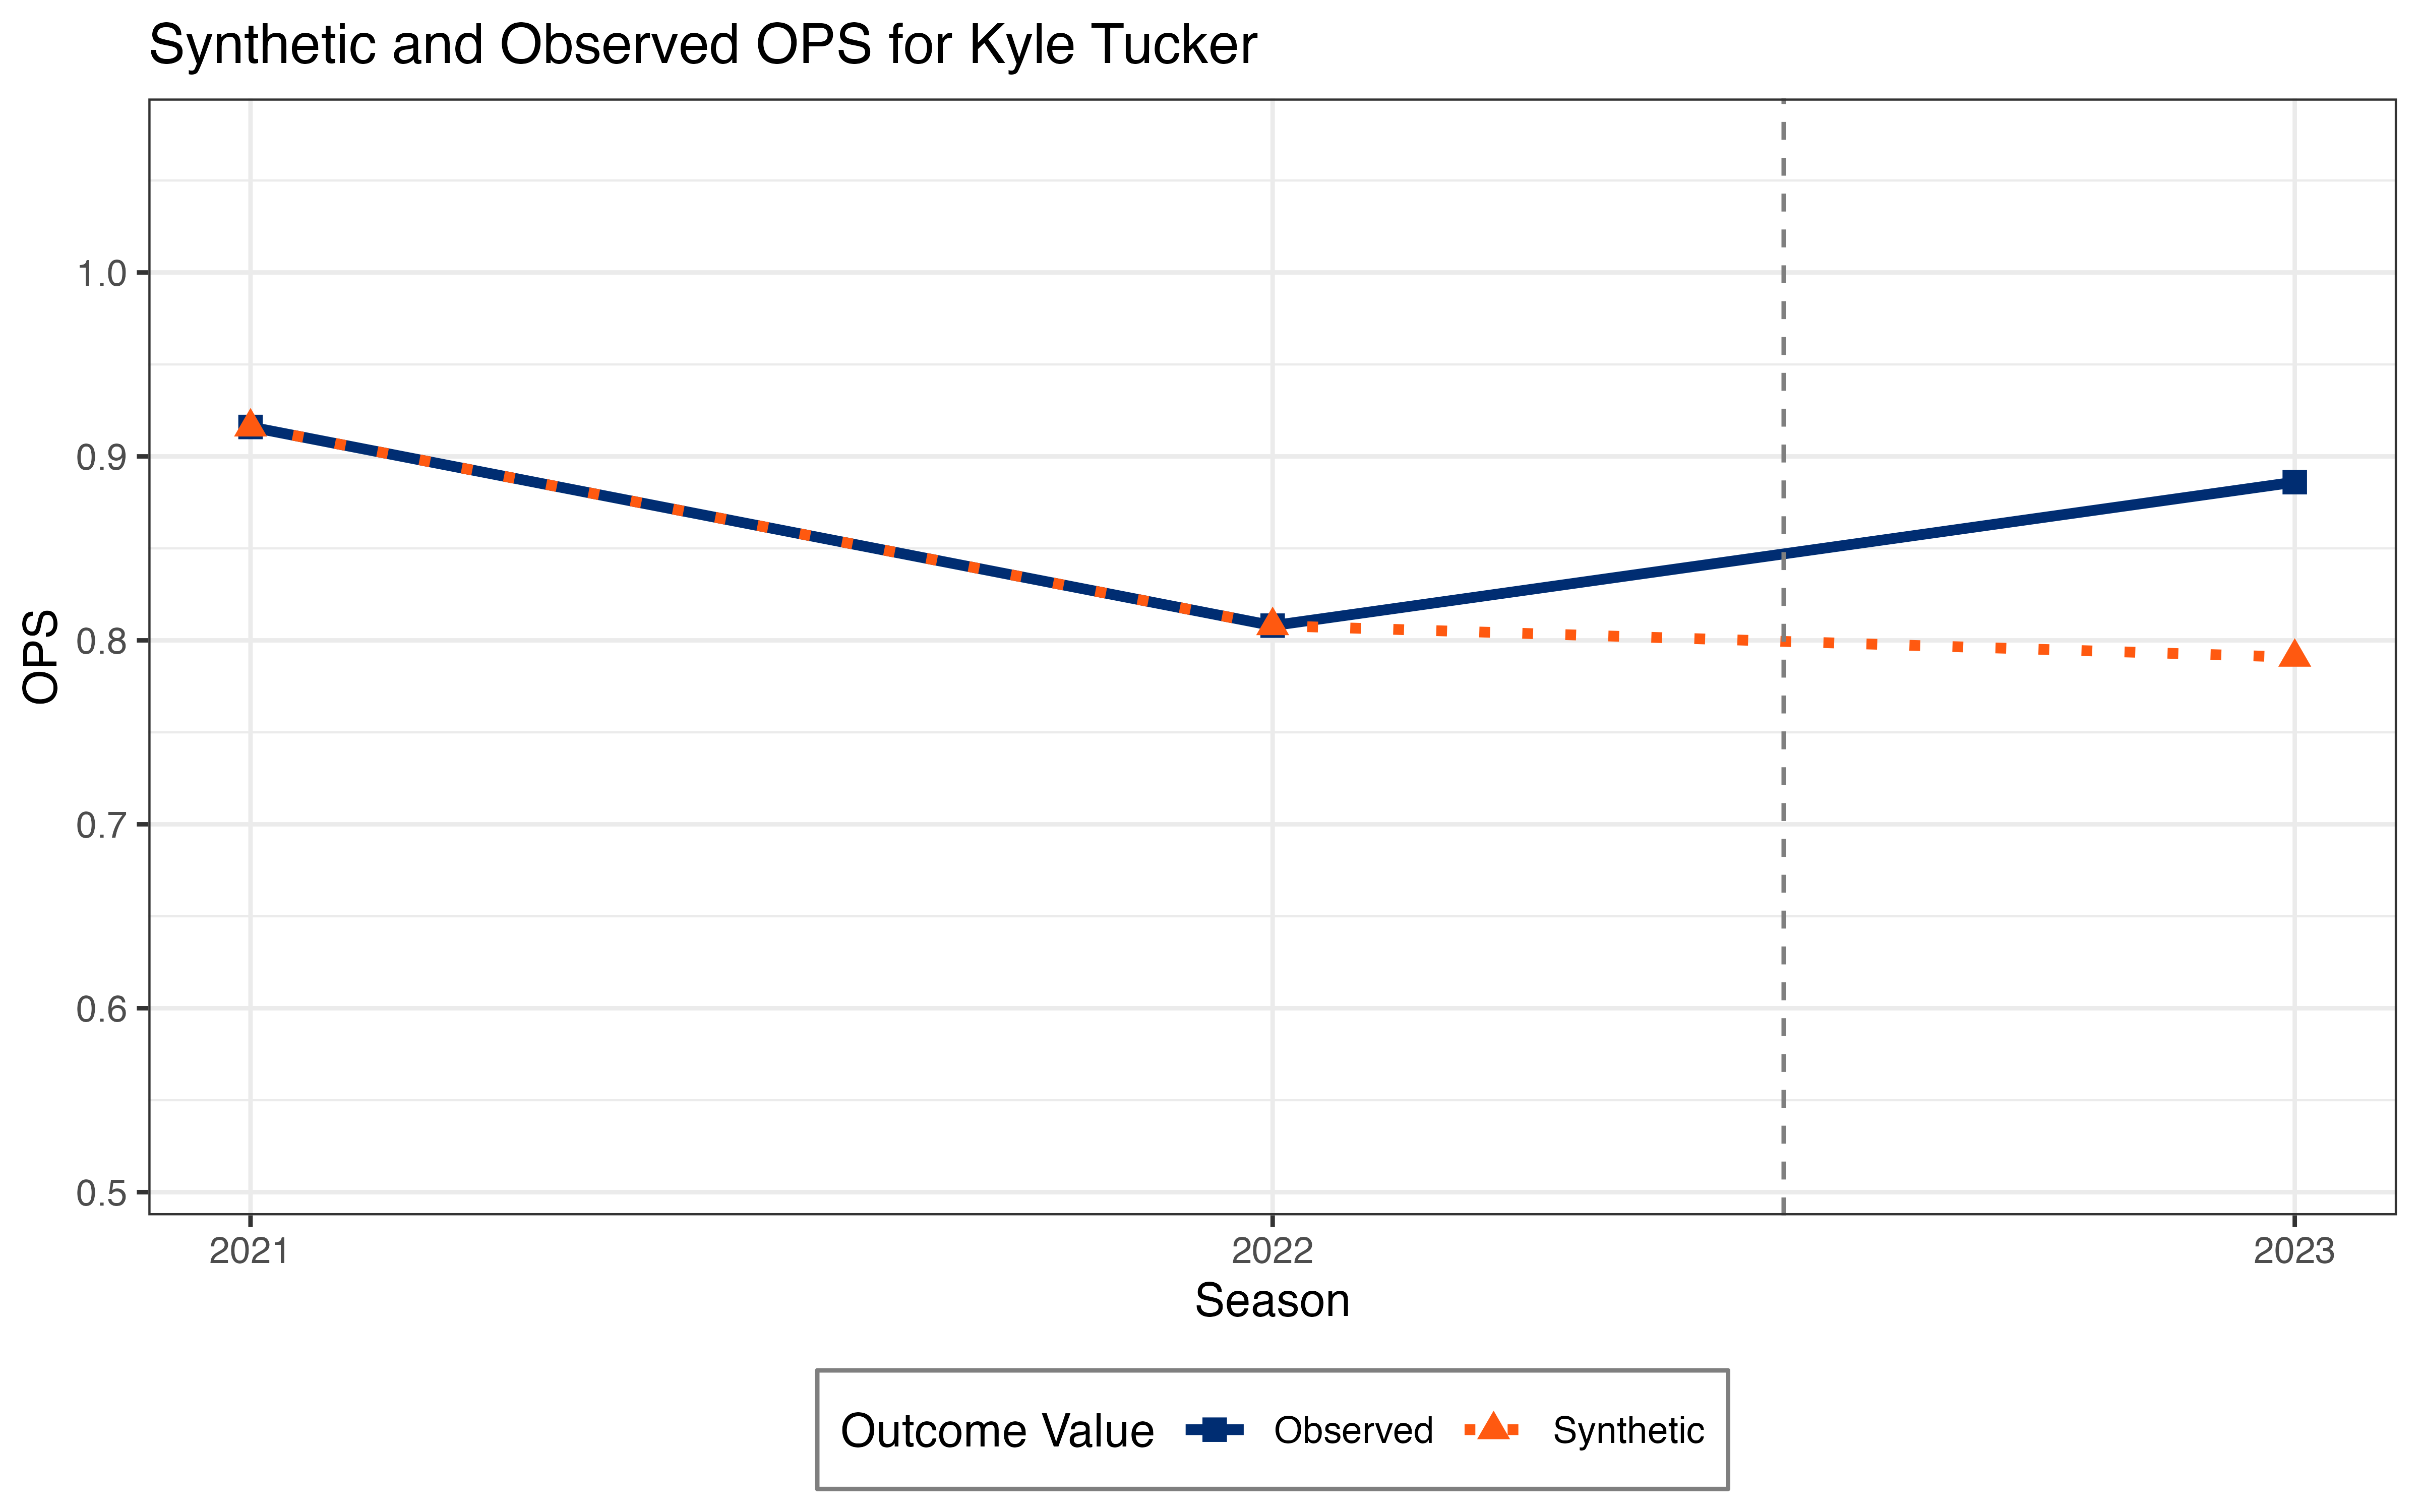 Synthetic and Observed OPS for Kyle Tucker
OPS
1.0
0.9
0.8
0.7
0.6
0.5
2021 2022 2023
Season
Outcome Value Observed Synthetic